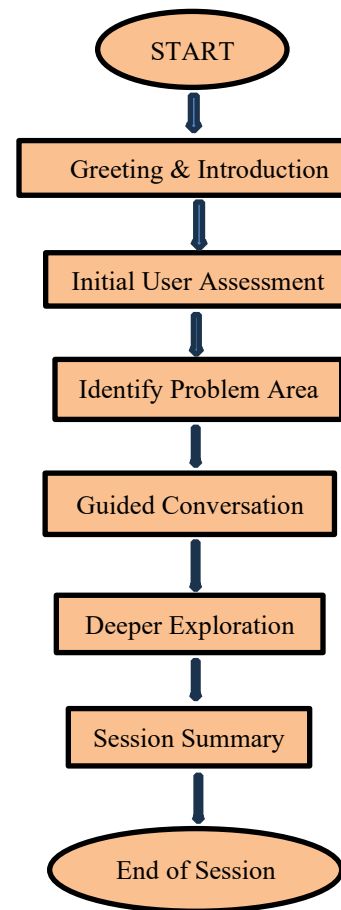 START
Greeting & Introduction
Initial User Assessment
Identify Problem Area
Guided Conversation
Deeper Exploration
Session Summary
End of Session